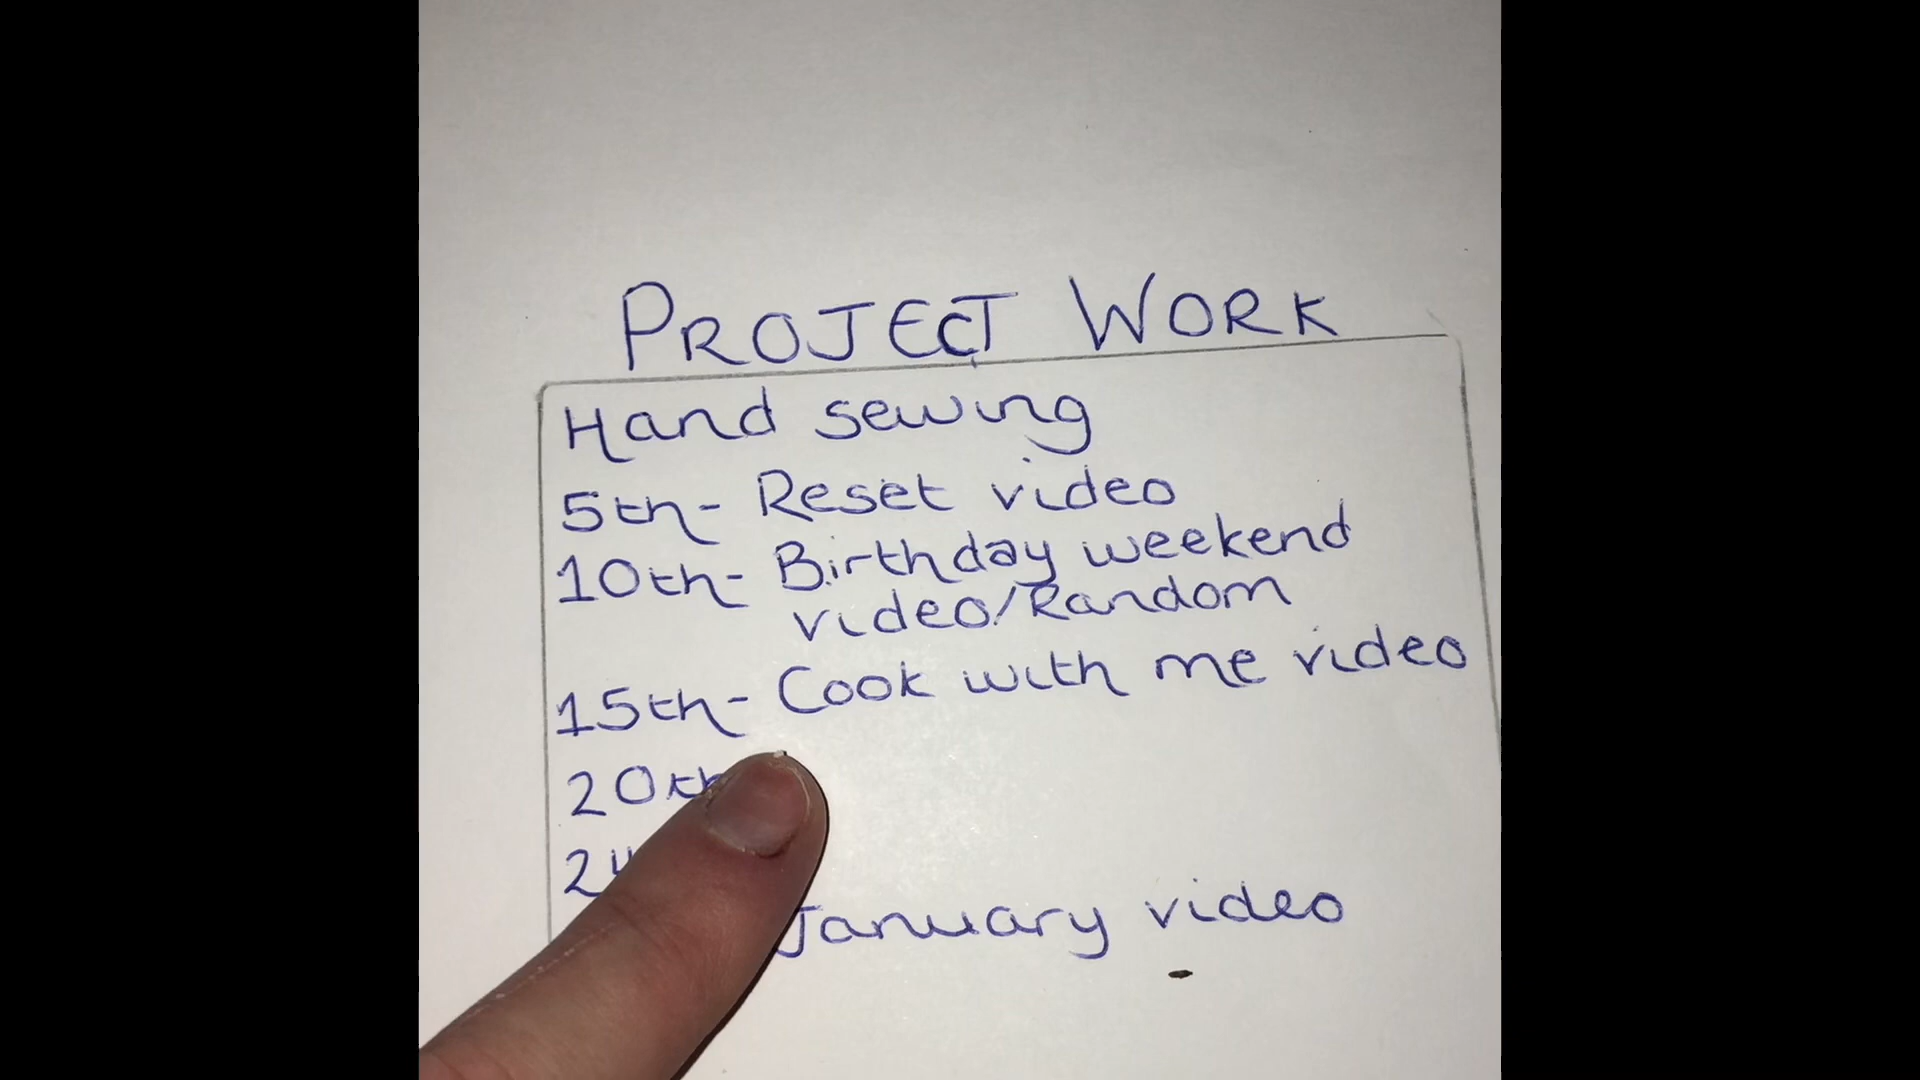 PROJECT WORK
Hand sewing
5th- Reset video
10th- Birthday weekend
video/Random
15th- Cook with me video
20th
January video